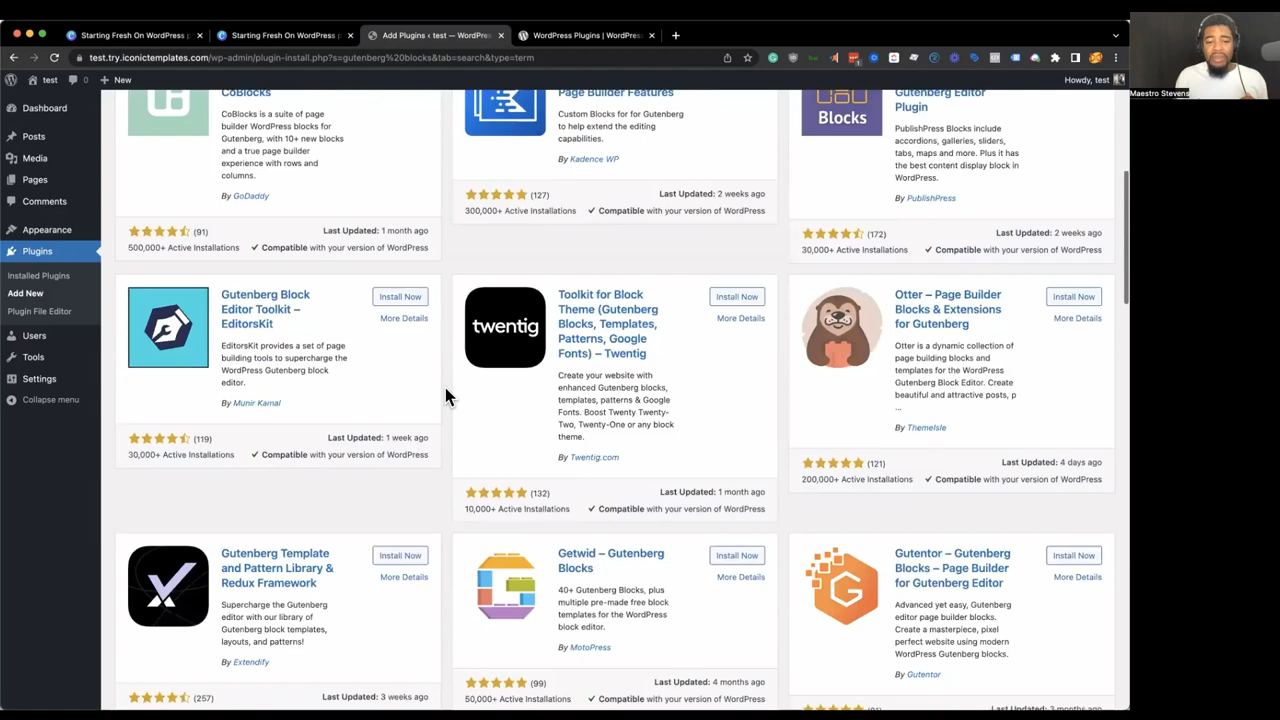 Starting Fresh On WordPress p
Starting Fresh On WordPress p
Add Plugins ‹ test — WordPre
WordPress Plugins | WordPres
test.try.iconictemplates.com/wp-admin/plugin-install.php?s=gutenberg%20blocks&tab=search&type=term
test
0
New
Howdy, test
Maestro Stevens
Dashboard
Posts
Media
Pages
Comments
Appearance
Plugins
Installed Plugins
Add New
Plugin File Editor
Users
Tools
Settings
Collapse menu
CoBlocks
CoBlocks is a suite of page
builder WordPress blocks for
Gutenberg, with 10+ new blocks
and a true page builder
experience with rows and
columns.
By GoDaddy
(91)
Last Updated: 1 month ago
500,000+ Active Installations
Compatible with your version of WordPress
Page Builder Features
Custom Blocks for for Gutenberg
to help extend the editing
capabilities.
By Kadence WP
(127)
Last Updated: 2 weeks ago
300,000+ Active Installations
Compatible with your version of WordPress
Blocks
Gutenberg Editor
Plugin
PublishPress Blocks include
accordions, galleries, sliders,
tabs, maps and more. Plus it has
the best content display block in
WordPress.
By PublishPress
(172)
Last Updated: 2 weeks ago
30,000+ Active Installations
Compatible with your version of WordPress
Gutenberg Block
Editor Toolkit –
EditorsKit
Install Now
More Details
EditorsKit provides a set of page
building tools to supercharge the
WordPress Gutenberg block
editor.
By Munir Kamal
(119)
Last Updated: 1 week ago
30,000+ Active Installations
Compatible with your version of WordPress
twentig
Toolkit for Block
Theme (Gutenberg
Blocks, Templates,
Patterns, Google
Fonts) – Twentig
Install Now
More Details
Create your website with
enhanced Gutenberg blocks,
templates, patterns & Google
Fonts. Boost Twenty Twenty-
Two, Twenty-One or any block
theme.
By Twentig.com
(132)
Last Updated: 1 month ago
10,000+ Active Installations
Compatible with your version of WordPress
Otter – Page Builder
Blocks & Extensions
for Gutenberg
Install Now
More Details
Otter is a dynamic collection of
page building blocks and
templates for the WordPress
Gutenberg Block Editor. Create
beautiful and attractive posts, p
...
By ThemeIsle
(121)
Last Updated: 4 days ago
200,000+ Active Installations
Compatible with your version of WordPress
Gutenberg Template
and Pattern Library &
Redux Framework
Install Now
More Details
Supercharge the Gutenberg
editor with our library of
Gutenberg block templates,
layouts, and patterns!
By Extendify
(257)
Last Updated: 3 weeks ago
Getwid – Gutenberg
Blocks
Install Now
More Details
40+ Gutenberg Blocks, plus
multiple pre-made free block
templates for the WordPress
block editor.
By MotoPress
(99)
Last Updated: 4 months ago
50,000+ Active Installations
Compatible with your version of WordPress
Gutentor – Gutenberg
Blocks – Page Builder
for Gutenberg Editor
Install Now
More Details
Advanced yet easy, Gutenberg
editor page builder blocks.
Create a masterpiece, pixel
perfect website using modern
WordPress Gutenberg blocks.
By Gutentor